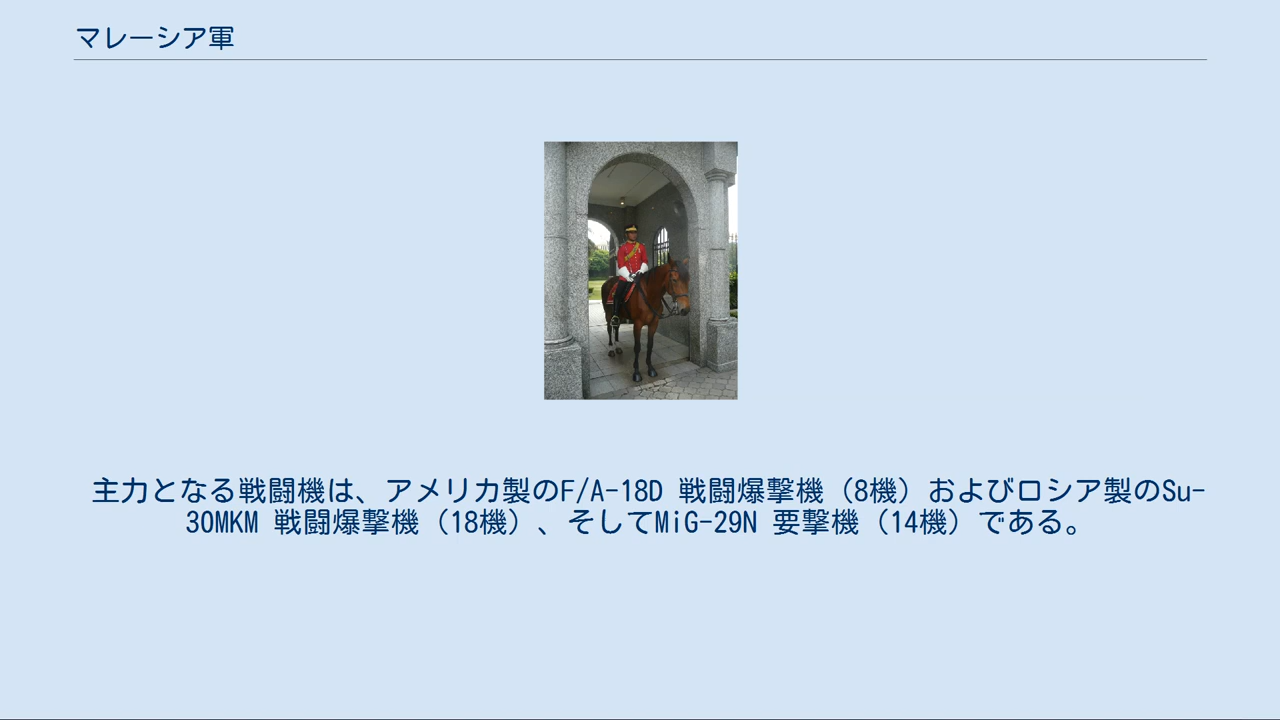 マレーシア軍
主力となる戦闘機は、アメリカ製のF/A-18D 戦闘爆撃機（8機）およびロシア製のSu-
30MKM 戦闘爆撃機（18機）、そしてMiG-29N 要撃機（14機）である。